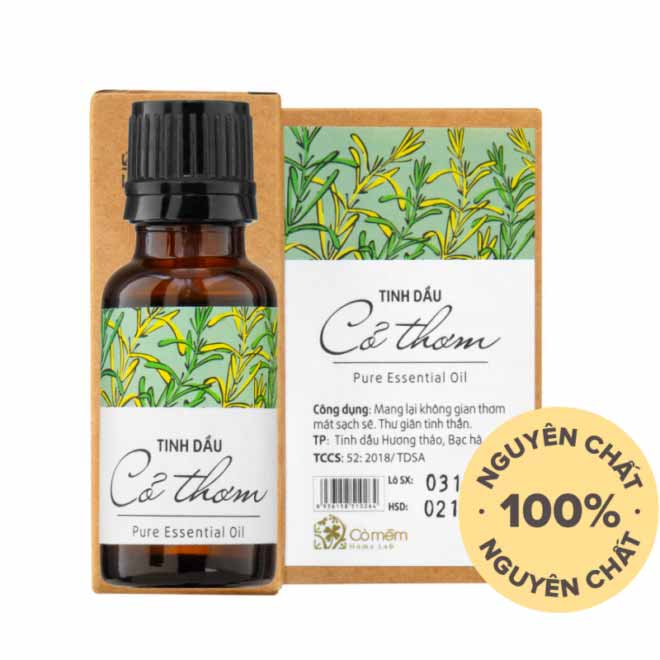 TINH DẦU
Cỏ thơm
Pure Essential Oil
TINH DẦU
Cỏ thơm
Pure Essential Oil
Công dụng: Mang lại không gian thơm
mát sạch sẽ. Thư giãn tinh thần.
TP: Tinh dầu Hương thảo, Bạc hà
TCCS: 52: 2018/ TDSA
Lô SX: 031
HSD: 021
Cỏ mềm
Home Lab
NGUYÊN CHẤT
100%
NGUYÊN CHẤT